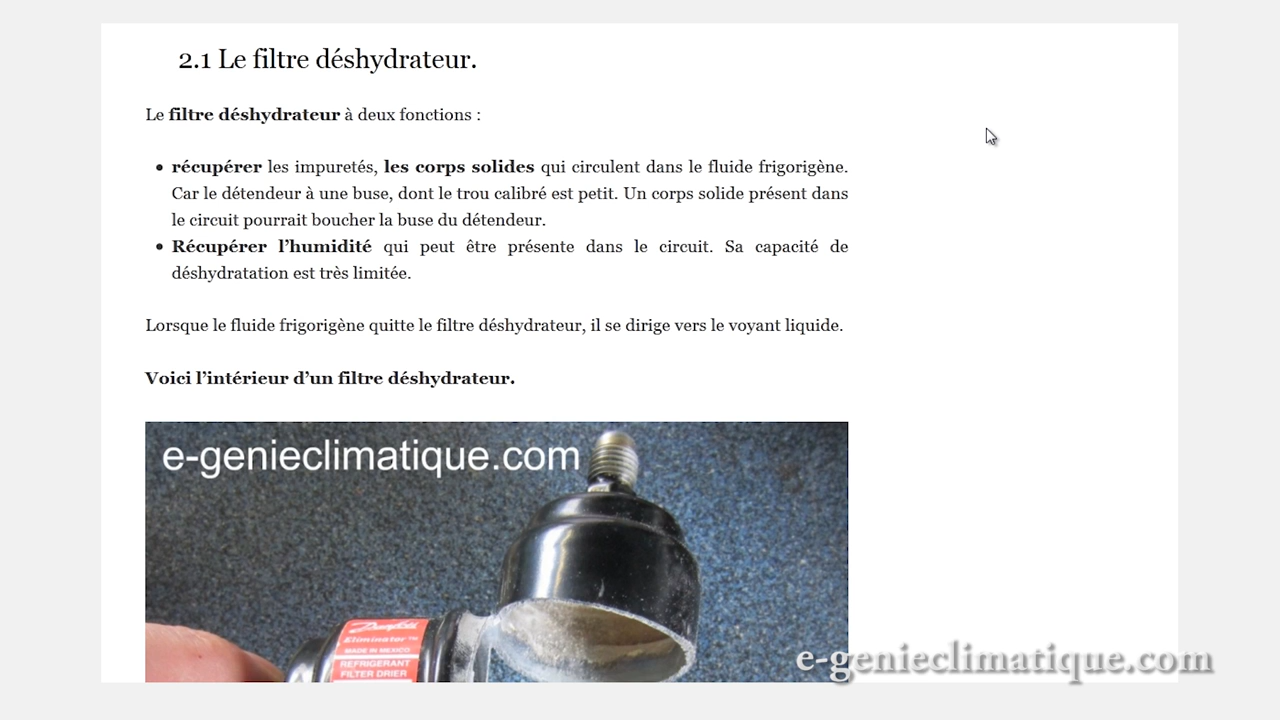 2.1 Le filtre déshydrateur.
Le filtre déshydrateur à deux fonctions :
• récupérer les impuretés, les corps solides qui circulent dans le fluide frigorigène.
Car le détendeur à une buse, dont le trou calibré est petit. Un corps solide présent dans
le circuit pourrait boucher la buse du détendeur.
• Récupérer l’humidité qui peut être présente dans le circuit. Sa capacité de
déshydratation est très limitée.
Lorsque le fluide frigorigène quitte le filtre déshydrateur, il se dirige vers le voyant liquide.
Voici l’intérieur d’un filtre déshydrateur.
e-genieclimatique.com
Danfoss
Eliminator™
MADE IN MEXICO
REFRIGERANT
FILTER DRIER
e-genieclimatique.com